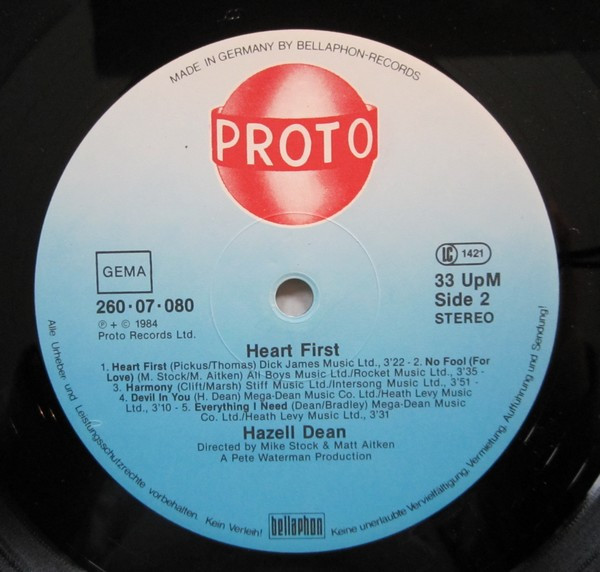 MADE IN GERMANY BY BELLAPHON-RECORDS
PROTO
GEMA
260·07·080
℗ + © 1984
Proto Records Ltd.
LC 1421
33 UpM
Side 2
STEREO
Heart First
1. Heart First (Pickus/Thomas) Dick James Music Ltd., 3'22 - 2. No Fool (For
Love) (M. Stock/M. Aitken) All Boys Music Ltd./Rocket Music Ltd., 3'35 -
3. Harmony (Clift/Marsh) Stiff Music Ltd./Intersong Music Ltd., 3'51 -
4. Devil In You (H. Dean) Mega-Dean Music Co. Ltd./Heath Levy Music
Ltd., 3'10 - 5. Everything I Need (Dean/Bradley) Mega-Dean Music
Co. Ltd./Heath Levy Music Ltd., 3'31
Hazell Dean
Directed by Mike Stock & Matt Aitken
A Pete Waterman Production
Alle Urheber und Leistungsschutzrechte vorbehalten. Kein Verleih! Keine unerlaubte Vervielfältigung, Vermietung, Aufführung und Sendung!
bellaphon